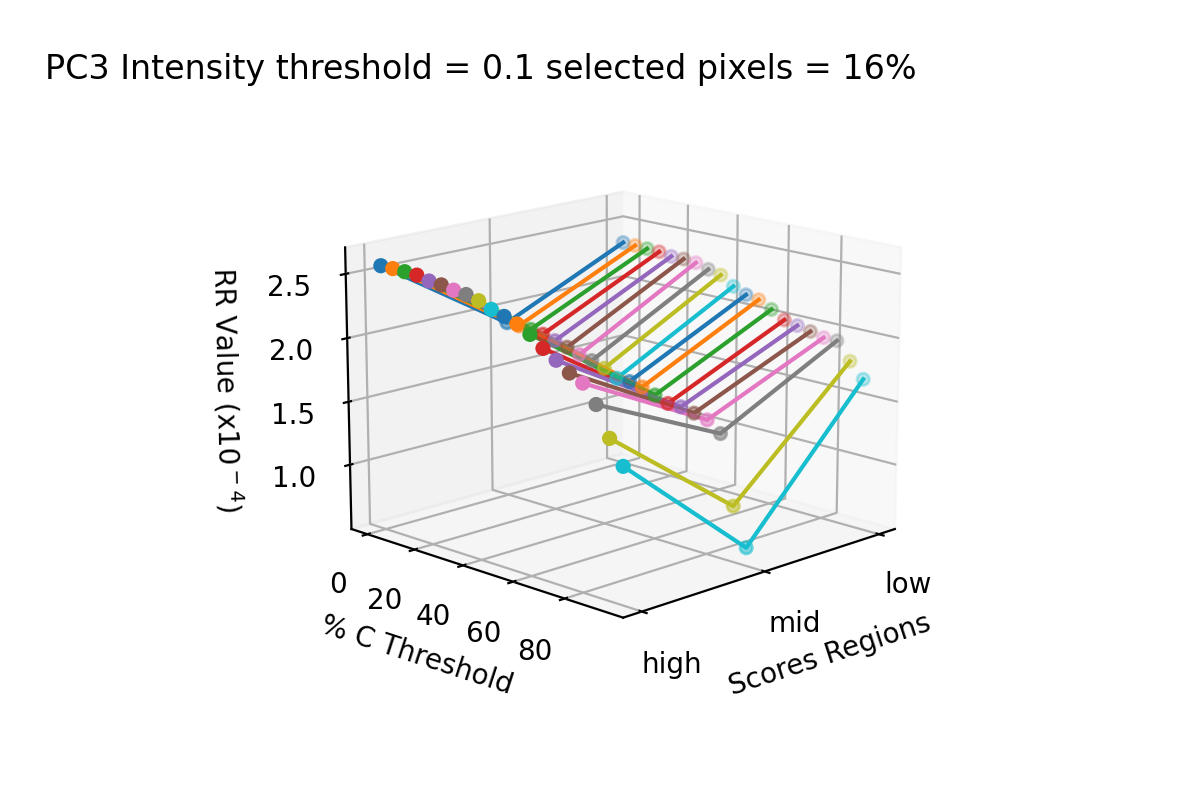 PC3 Intensity threshold = 0.1 selected pixels = 16%
RR Value (x10⁻⁴)
2.5
2.0
1.5
1.0
0
20
40
60
80
% C Threshold
high
mid
low
Scores Regions